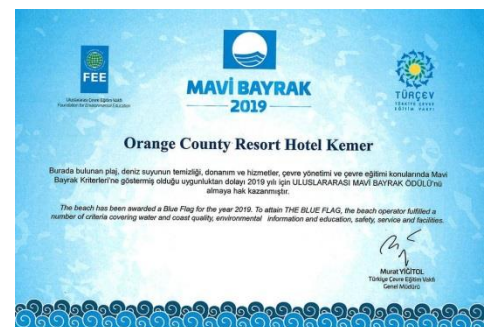 FEE
Uluslararası Çevre Eğitim Vakfı
Foundation for Environmental Education
MAVİ BAYRAK
2019
TÜRÇEV
TÜRKİYE ÇEVRE
EĞİTİM VAKFI
Orange County Resort Hotel Kemer
Burada bulunan plaj, deniz suyunun temizliği, donanım ve hizmetler, çevre yönetimi ve çevre eğitimi konularında Mavi
Bayrak Kriterleri'ne göstermiş olduğu uygunluktan dolayı 2019 yılı için ULUSLARARASI MAVİ BAYRAK ÖDÜLÜ'nü
almaya hak kazanmıştır.
The beach has been awarded a Blue Flag for the year 2019. To attain THE BLUE FLAG, the beach operator fulfilled a
number of criteria covering water and coast quality, environmental information and education, safety, service and facilities.
Murat YİĞİTOL
Türkiye Çevre Eğitim Vakfı
Genel Müdürü